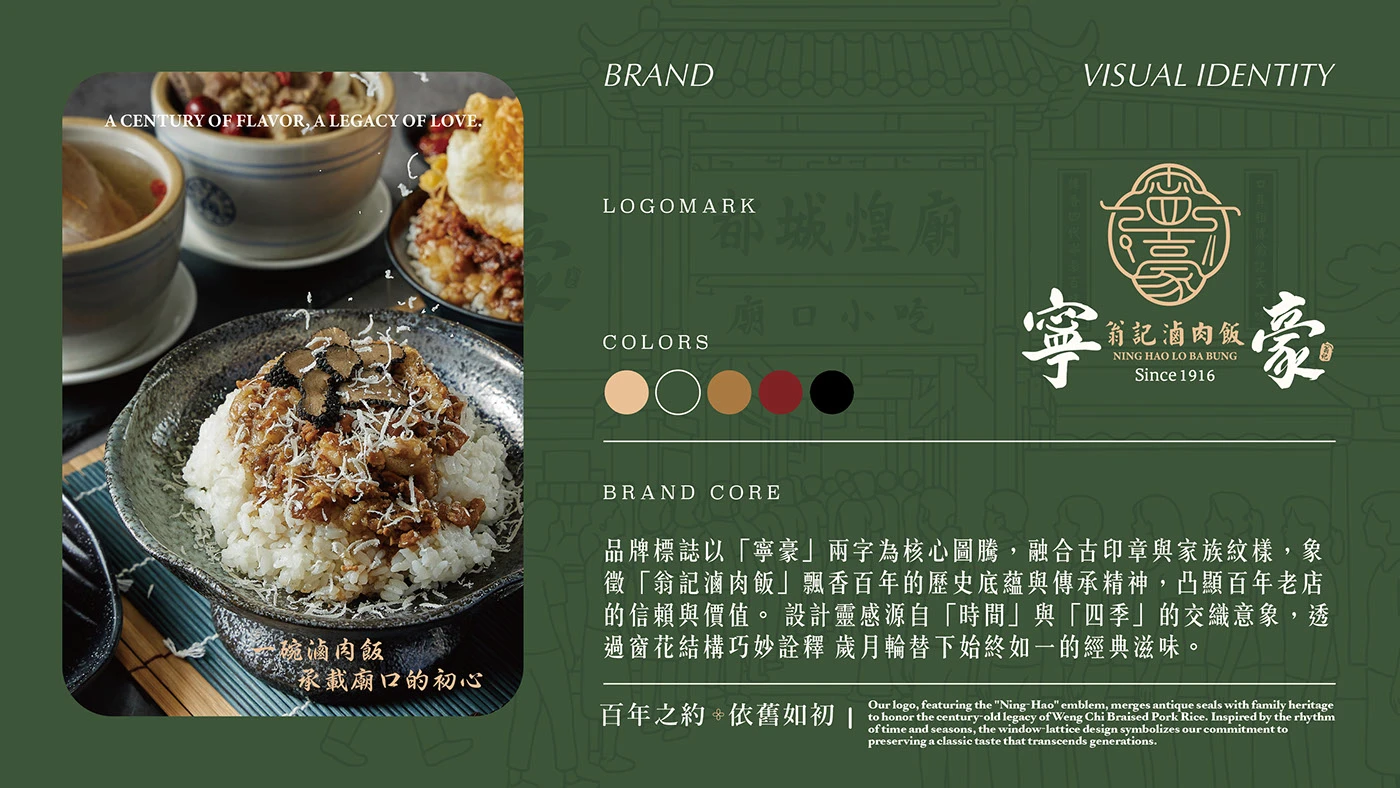 BRAND
VISUAL IDENTITY
A CENTURY OF FLAVOR, A LEGACY OF LOVE.
一碗滷肉飯
承載廟口的初心
LOGOMARK
都城煌廟
廟口小吃
寧豪
寧
翁記滷肉飯
豪
NING HAO LO BA BUNG
Since 1916
COLORS
BRAND CORE
品牌標誌以「寧豪」兩字為核心圖騰，融合古印章與家族紋樣，象
徵「翁記滷肉飯」飄香百年的歷史底蘊與傳承精神，凸顯百年老店
的信賴與價值。 設計靈感源自「時間」與「四季」的交織意象，透
過窗花結構巧妙詮釋 歲月輪替下始終如一的經典滋味。
百年之約 依舊如初
Our logo, featuring the "Ning-Hao" emblem, merges antique seals with family heritage
to honor the century-old legacy of Weng Chi Braised Pork Rice. Inspired by the rhythm
of time and seasons, the window-lattice design symbolizes our commitment to
preserving a classic taste that transcends generations.